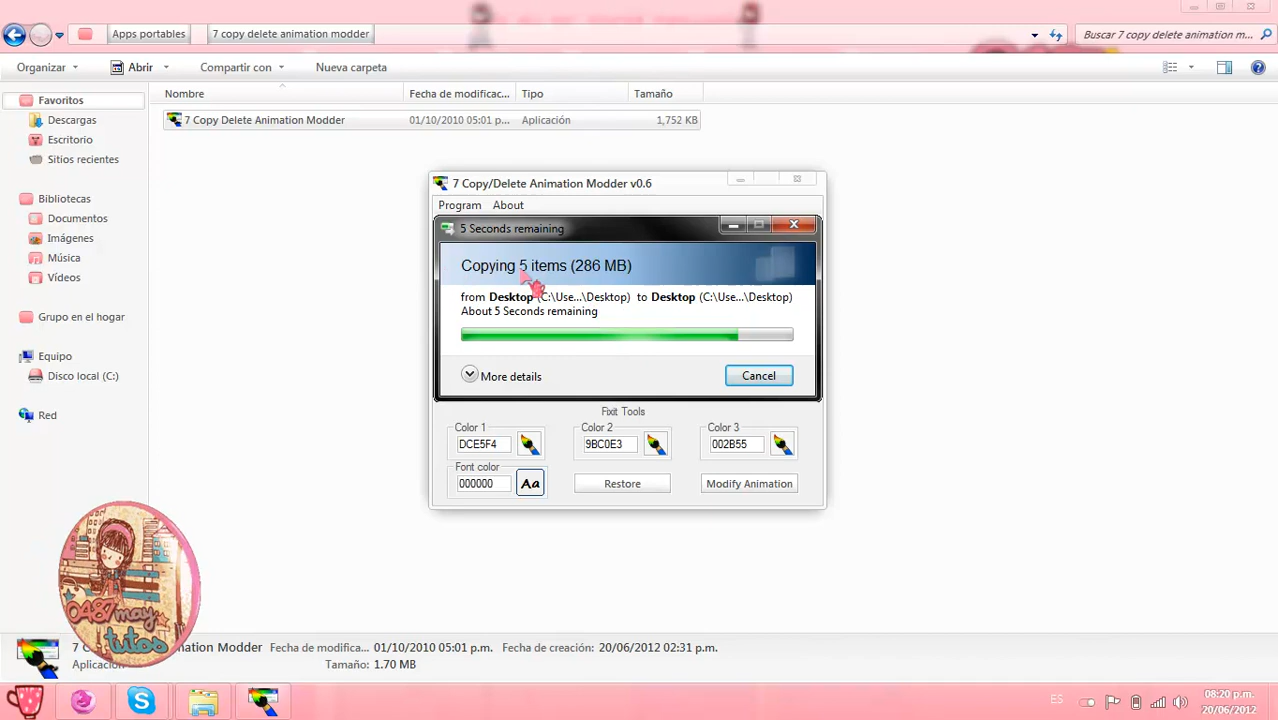 Apps portables
7 copy delete animation modder
Buscar 7 copy delete animation m...
Organizar
Abrir
Compartir con
Nueva carpeta
Favoritos
Descargas
Escritorio
Sitios recientes
Bibliotecas
Documentos
Imágenes
Música
Vídeos
Grupo en el hogar
Equipo
Disco local (C:)
Red
Nombre
Fecha de modificac...
Tipo
Tamaño
7 Copy Delete Animation Modder
01/10/2010 05:01 p...
Aplicación
1,752 KB
7 Copy/Delete Animation Modder v0.6
Program
About
5 Seconds remaining
Copying 5 items (286 MB)
from Desktop (C:\Use...\Desktop) to Desktop (C:\Use...\Desktop)
About 5 Seconds remaining
More details
Cancel
Fixit Tools
Color 1
Color 2
Color 3
DCE5F4
9BC0E3
002B55
Font color
000000
Aa
Restore
Modify Animation
0487may
tutos
7 C
imation Modder
Fecha de modifica...
01/10/2010 05:01 p.m.
Fecha de creación:
20/06/2012 02:31 p.m.
Aplicació
Tamaño:
1.70 MB
ES
08:20 p.m.
20/06/2012